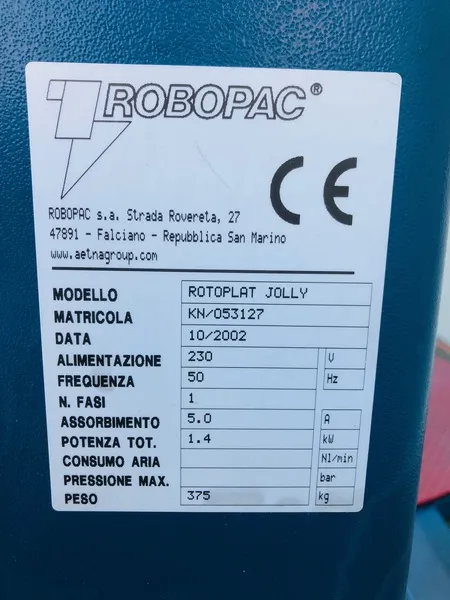 ROBOPAC®
CE
ROBOPAC s.a. Strada Rovereta, 27
47891 - Falciano - Repubblica San Marino
www.aetnagroup.com
MODELLO ROTOPLAT JOLLY
MATRICOLA KN/053127
DATA 10/2002
ALIMENTAZIONE 230 V
FREQUENZA 50 Hz
N. FASI 1
ASSORBIMENTO 5.0 A
POTENZA TOT. 1.4 kW
CONSUMO ARIA Nl/min
PRESSIONE MAX. bar
PESO 375 kg